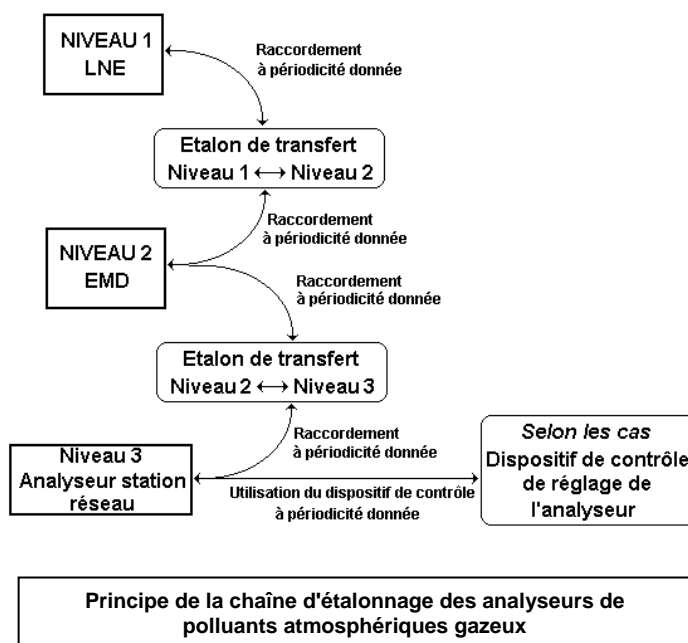 NIVEAU 1
LNE
Raccordement
à périodicité donnée
Etalon de transfert
Niveau 1 ↔ Niveau 2
Raccordement
à périodicité donnée
NIVEAU 2
EMD
Raccordement
à périodicité donnée
Etalon de transfert
Niveau 2 ↔ Niveau 3
Raccordement
à périodicité donnée
Niveau 3
Analyseur station
réseau
Utilisation du dispositif de contrôle
à périodicité donnée
Selon les cas
Dispositif de contrôle
de réglage de
l'analyseur
Principe de la chaîne d'étalonnage des analyseurs de
polluants atmosphériques gazeux